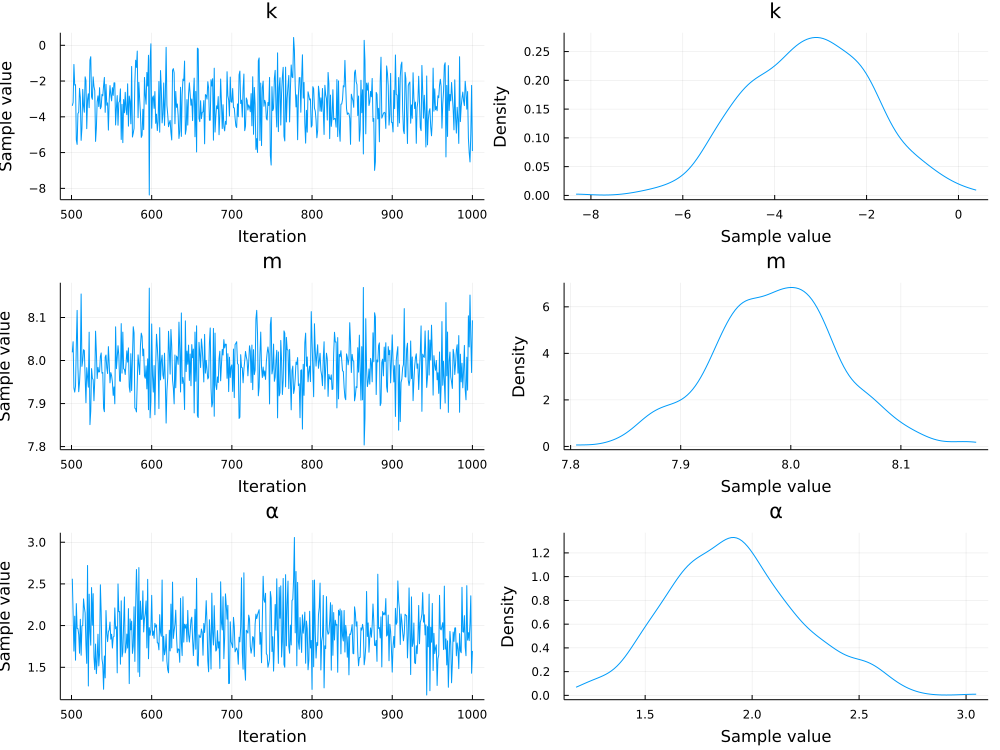 k
Sample value
0
−2
−4
−6
−8
500 600 700 800 900 1000
Iteration
k
Density
0.25
0.20
0.15
0.10
0.05
0.00
−8 −6 −4 −2 0
Sample value
m
Sample value
8.1
8.0
7.9
7.8
500 600 700 800 900 1000
Iteration
m
Density
6
4
2
0
7.8 7.9 8.0 8.1
Sample value
α
Sample value
3.0
2.5
2.0
1.5
500 600 700 800 900 1000
Iteration
α
Density
1.2
1.0
0.8
0.6
0.4
0.2
0.0
1.5 2.0 2.5 3.0
Sample value